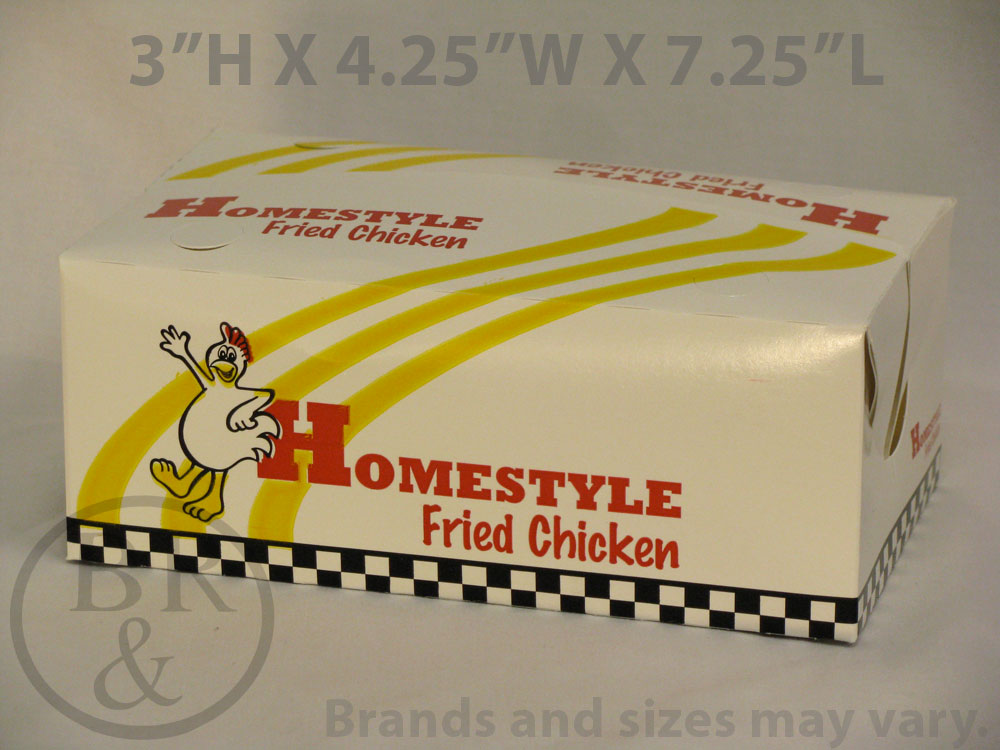 3"H X 4.25"W X 7.25"L
HOMESTYLE
Fried Chicken
HOMESTYLE
Fried Chicken
HOMESTYLE
Fried Chicken
HOMESTYLE
B&R
Brands and sizes may vary.